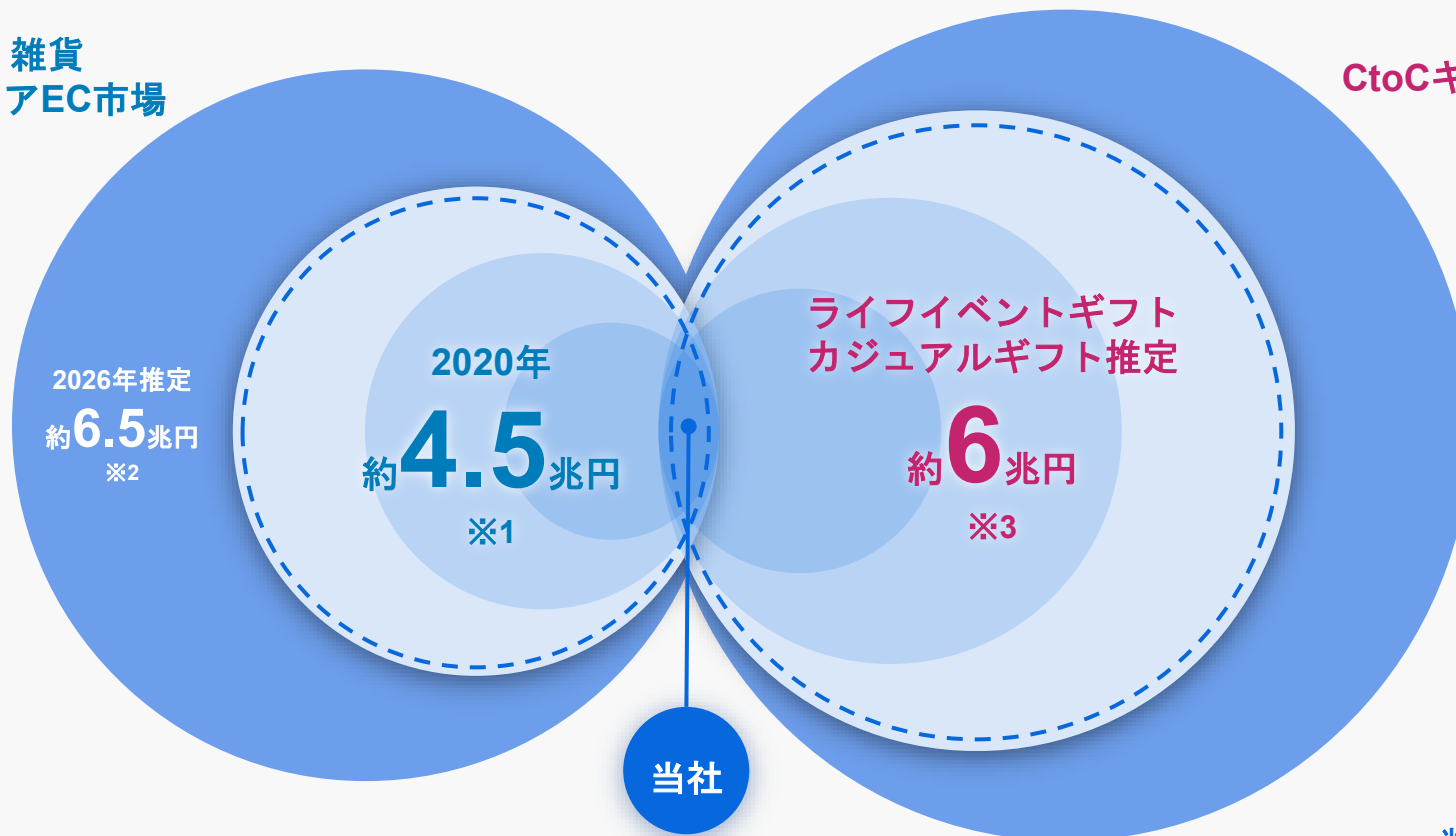 雑貨
アEC市場
CtoCギ
2026年推定
約6.5兆円
※2
2020年
約4.5兆円
※1
ライフイベントギフト
カジュアルギフト推定
約6兆円
※3
当社